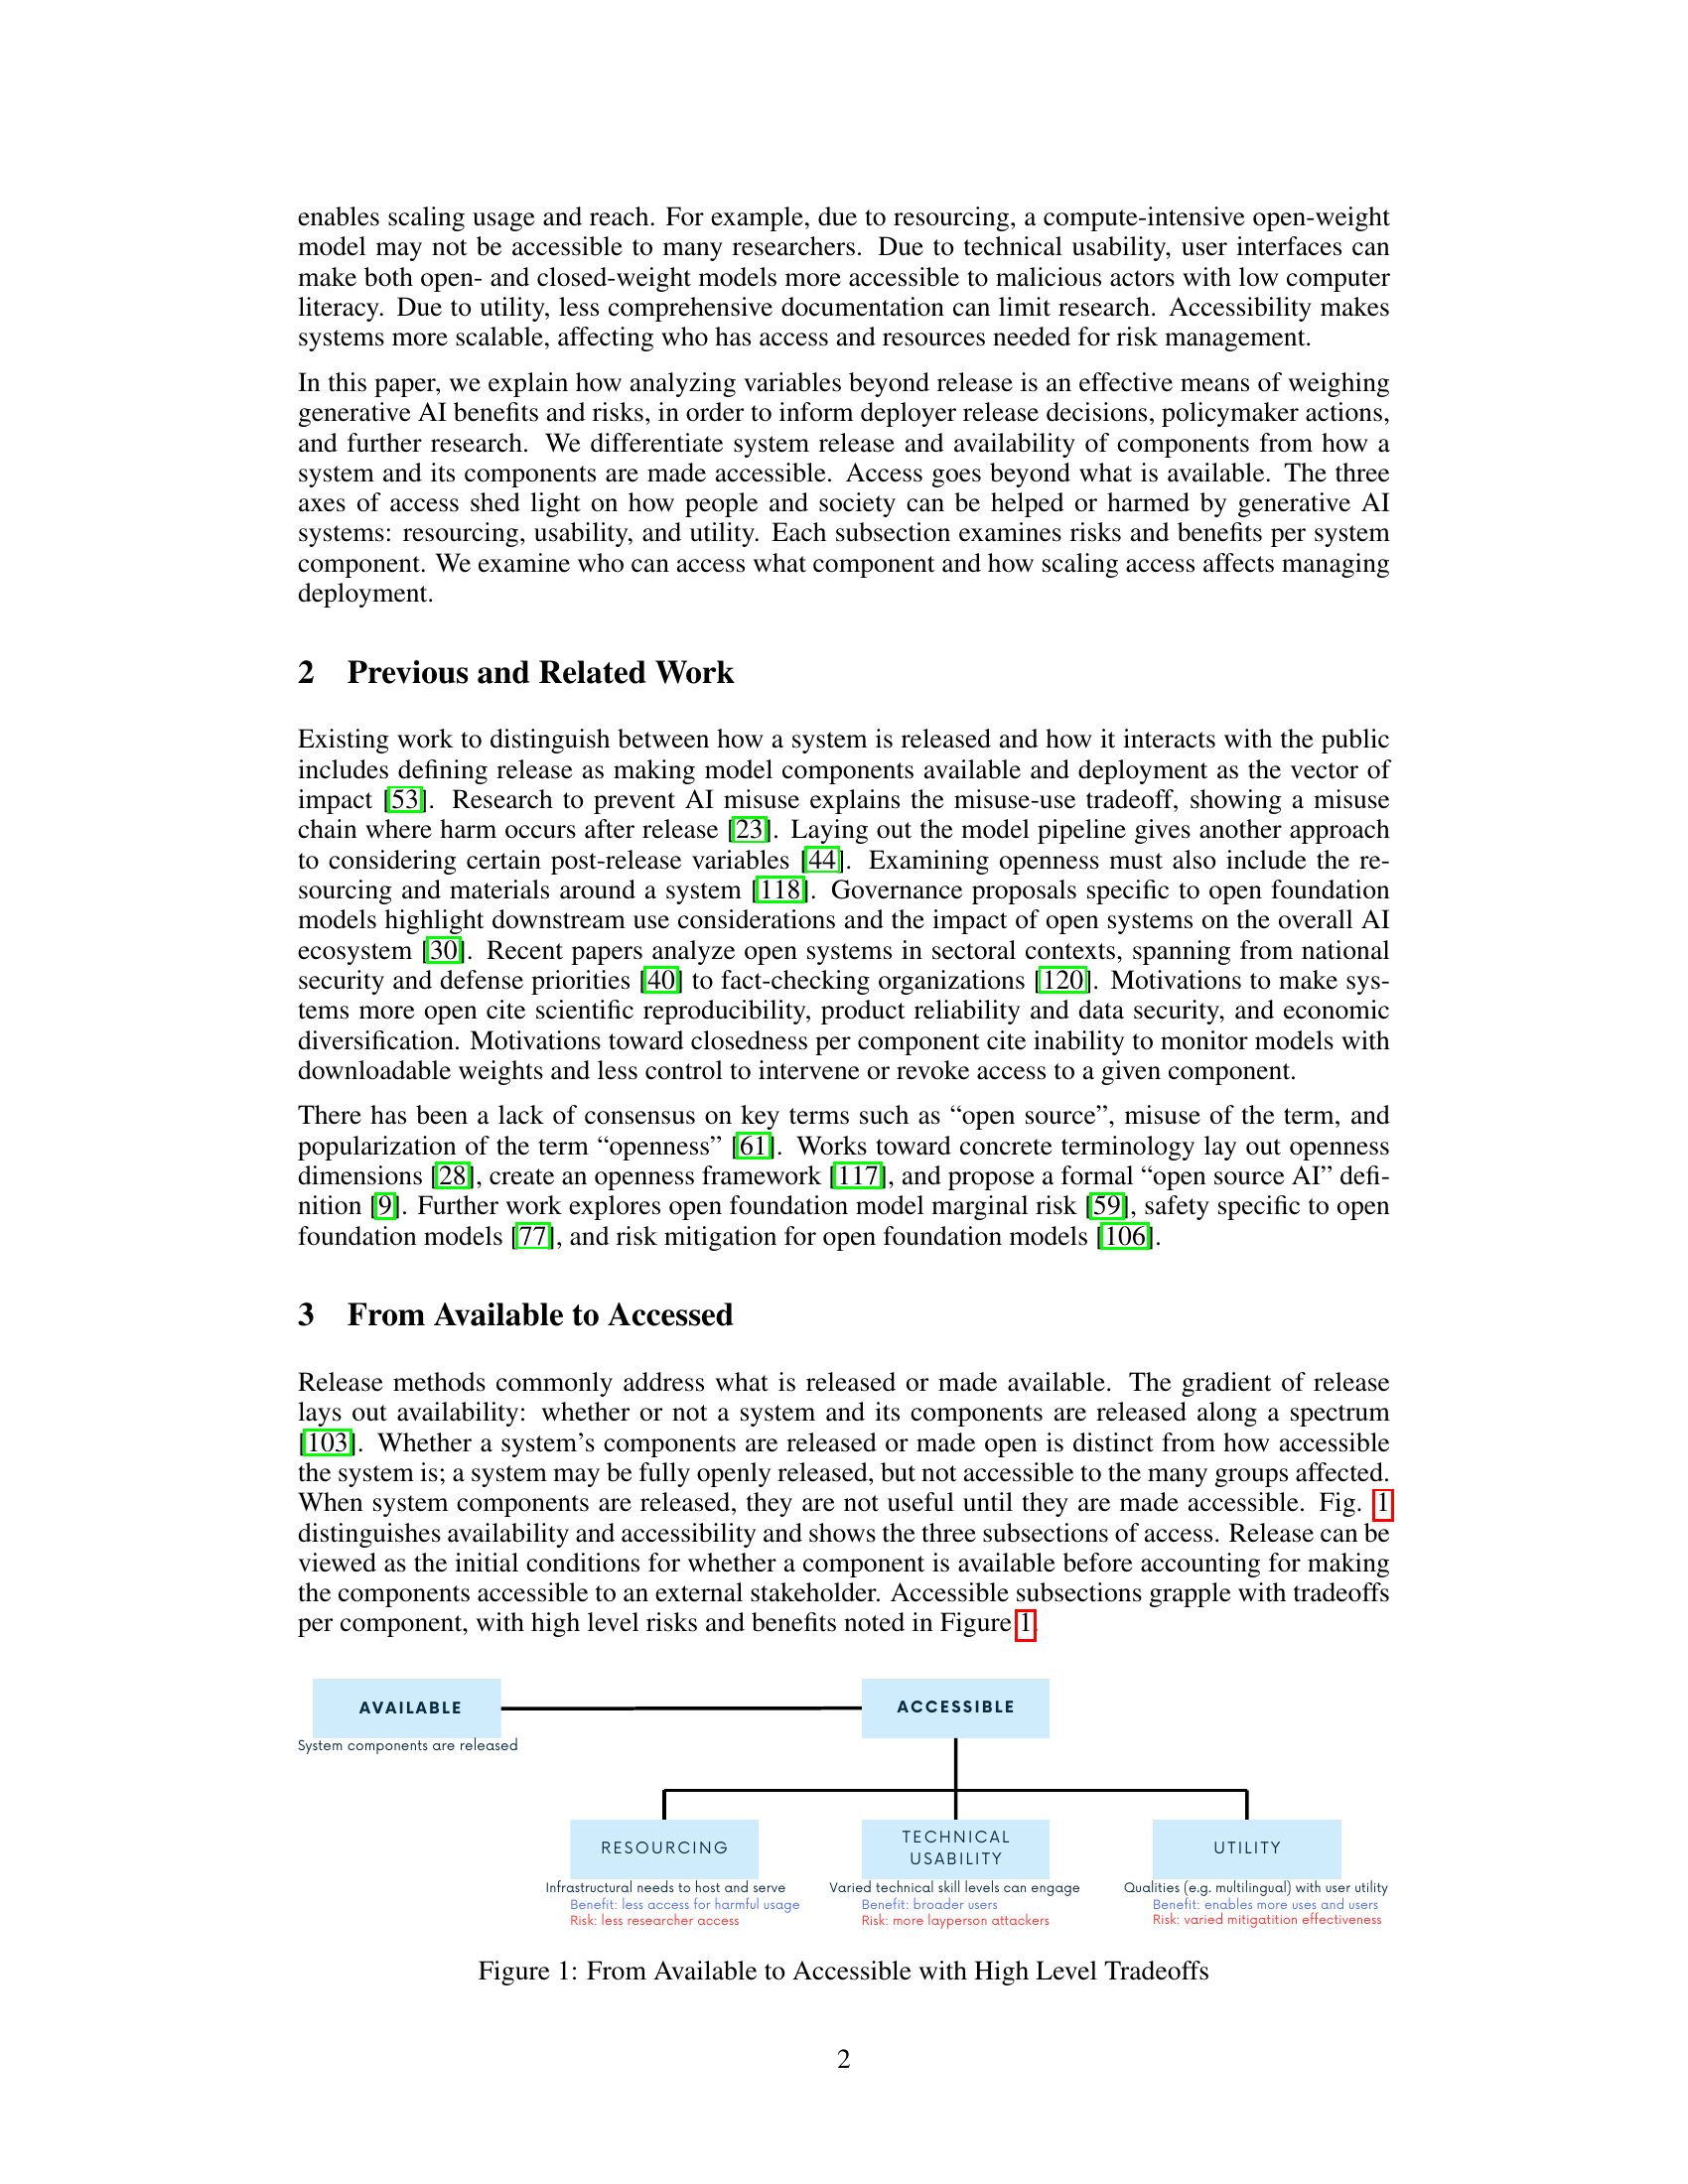 enables scaling usage and reach. For example, due to resourcing, a compute-intensive open-weight
model may not be accessible to many researchers. Due to technical usability, user interfaces can
make both open- and closed-weight models more accessible to malicious actors with low computer
literacy. Due to utility, less comprehensive documentation can limit research. Accessibility makes
systems more scalable, affecting who has access and resources needed for risk management.
In this paper, we explain how analyzing variables beyond release is an effective means of weighing
generative AI benefits and risks, in order to inform deployer release decisions, policymaker actions,
and further research. We differentiate system release and availability of components from how a
system and its components are made accessible. Access goes beyond what is available. The three
axes of access shed light on how people and society can be helped or harmed by generative AI
systems: resourcing, usability, and utility. Each subsection examines risks and benefits per system
component. We examine who can access what component and how scaling access affects managing
deployment.
2 Previous and Related Work
Existing work to distinguish between how a system is released and how it interacts with the public
includes defining release as making model components available and deployment as the vector of
impact [53]. Research to prevent AI misuse explains the misuse-use tradeoff, showing a misuse
chain where harm occurs after release [23]. Laying out the model pipeline gives another approach
to considering certain post-release variables [44]. Examining openness must also include the re-
sourcing and materials around a system [118]. Governance proposals specific to open foundation
models highlight downstream use considerations and the impact of open systems on the overall AI
ecosystem [30]. Recent papers analyze open systems in sectoral contexts, spanning from national
security and defense priorities [40] to fact-checking organizations [120]. Motivations to make sys-
tems more open cite scientific reproducibility, product reliability and data security, and economic
diversification. Motivations toward closedness per component cite inability to monitor models with
downloadable weights and less control to intervene or revoke access to a given component.
There has been a lack of consensus on key terms such as “open source”, misuse of the term, and
popularization of the term “openness” [61]. Works toward concrete terminology lay out openness
dimensions [28], create an openness framework [117], and propose a formal “open source AI” defi-
nition [9]. Further work explores open foundation model marginal risk [59], safety specific to open
foundation models [77], and risk mitigation for open foundation models [106].
3 From Available to Accessed
Release methods commonly address what is released or made available. The gradient of release
lays out availability: whether or not a system and its components are released along a spectrum
[103]. Whether a system’s components are released or made open is distinct from how accessible
the system is; a system may be fully openly released, but not accessible to the many groups affected.
When system components are released, they are not useful until they are made accessible. Fig. 1
distinguishes availability and accessibility and shows the three subsections of access. Release can be
viewed as the initial conditions for whether a component is available before accounting for making
the components accessible to an external stakeholder. Accessible subsections grapple with tradeoffs
per component, with high level risks and benefits noted in Figure 1.
AVAILABLE
System components are released
ACCESSIBLE
RESOURCING
Infrastructural needs to host and serve
Benefit: less access for harmful usage
Risk: less researcher access
TECHNICAL
USABILITY
Varied technical skill levels can engage
Benefit: broader users
Risk: more layperson attackers
UTILITY
Qualities (e.g. multilingual) with user utility
Benefit: enables more uses and users
Risk: varied mitigatition effectiveness
Figure 1: From Available to Accessible with High Level Tradeoffs
2